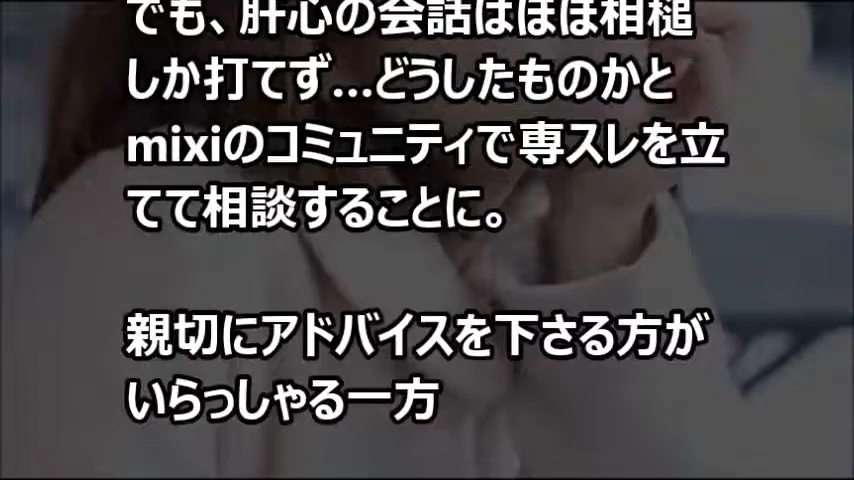 でも、肝心の会話はほぼ相槌
しか打てず...どうしたものかと
mixiのコミュニティで専スレを立
てて相談することに。
親切にアドバイスを下さる方が
いらっしゃる一方